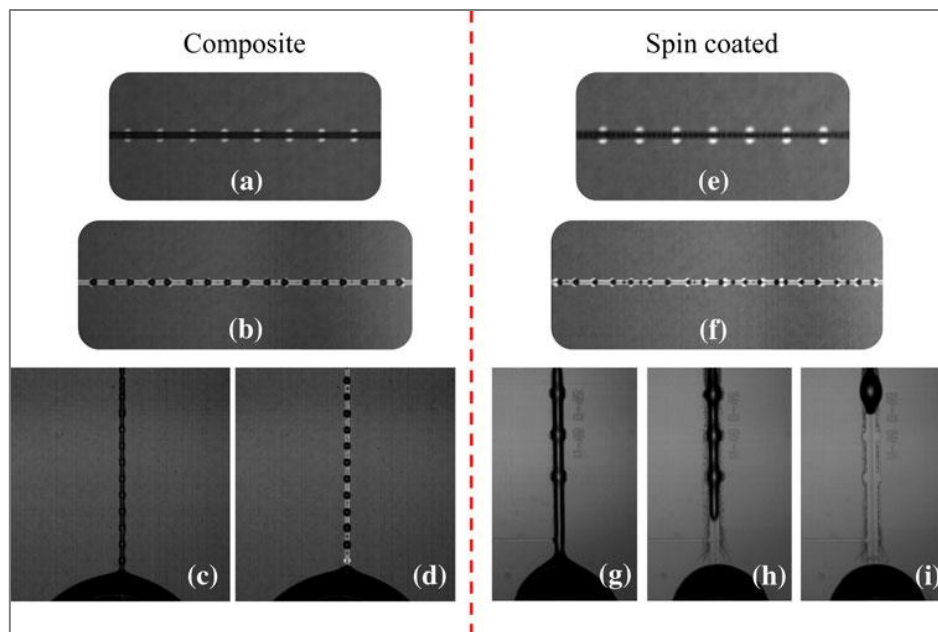 Composite
Spin coated
(a)
(e)
(b)
(f)
(c)
(d)
(g)
(h)
(i)